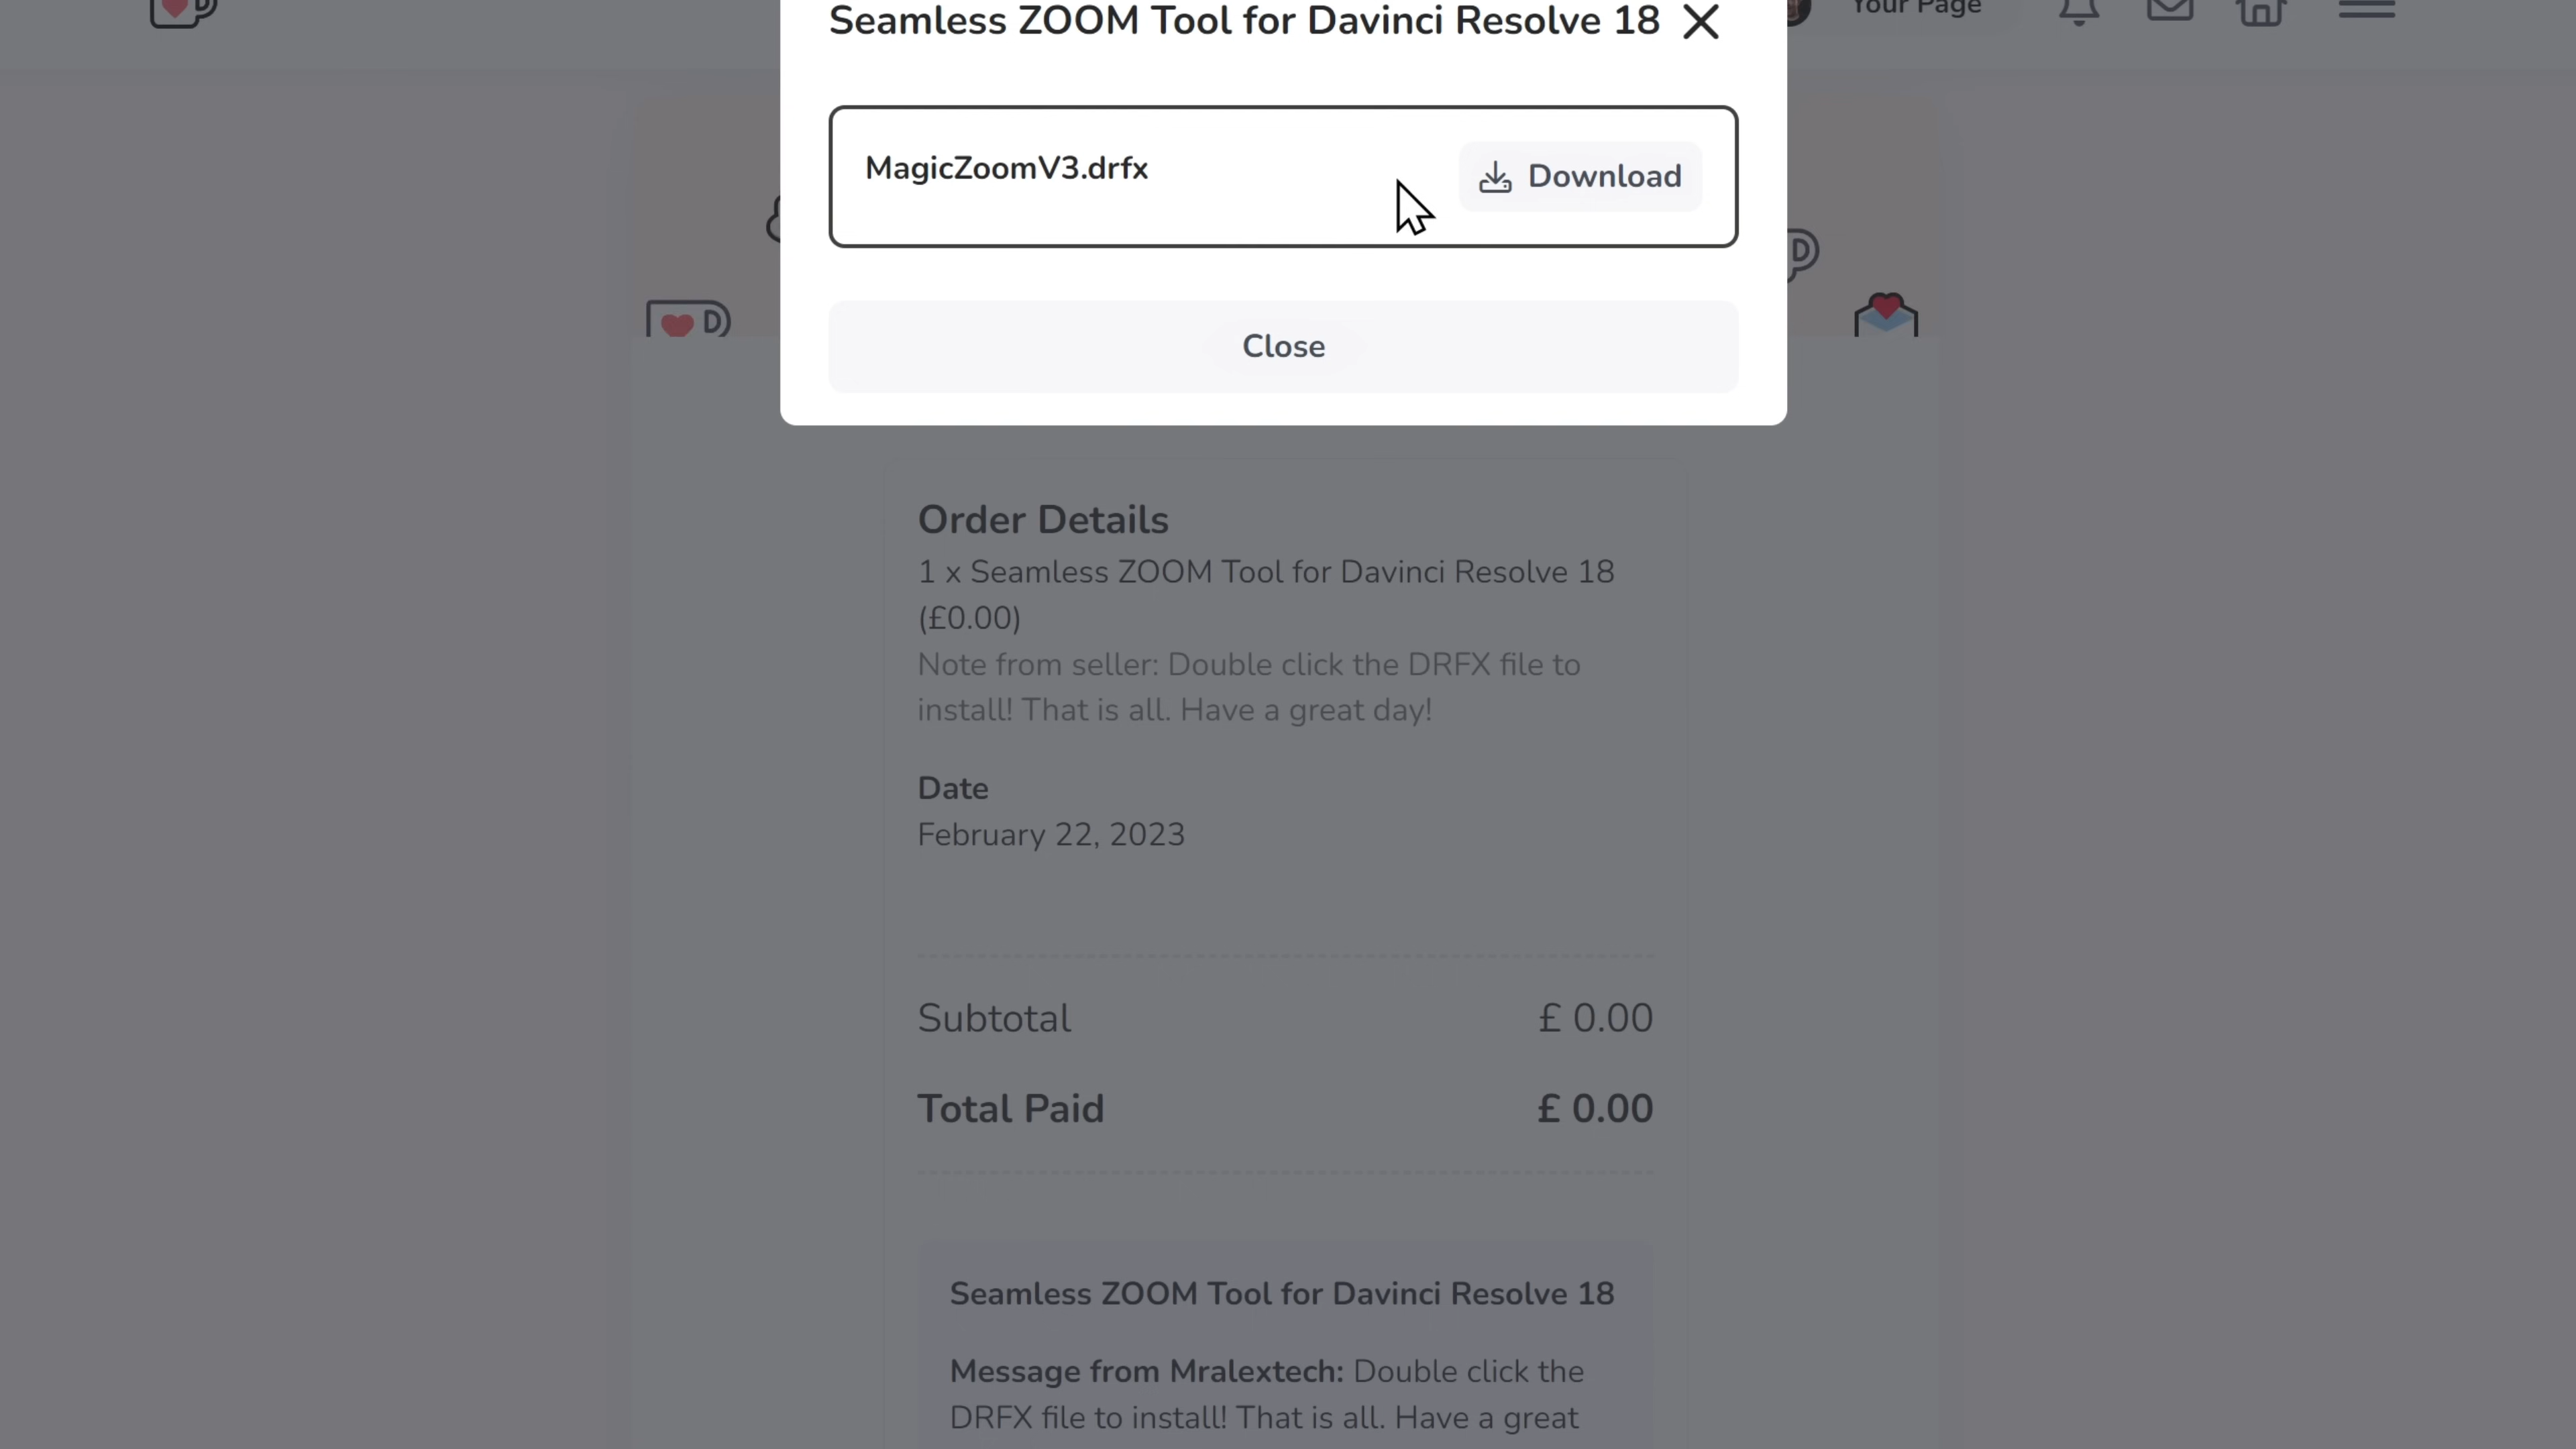 Seamless ZOOM Tool for Davinci Resolve 18
Your Page
MagicZoomV3.drfx
Download
Close
Order Details
1 x Seamless ZOOM Tool for Davinci Resolve 18
(£0.00)
Note from seller: Double click the DRFX file to
install! That is all. Have a great day!
Date
February 22, 2023
Subtotal
£ 0.00
Total Paid
£ 0.00
Seamless ZOOM Tool for Davinci Resolve 18
Message from Mralextech: Double click the
DRFX file to install! That is all. Have a great